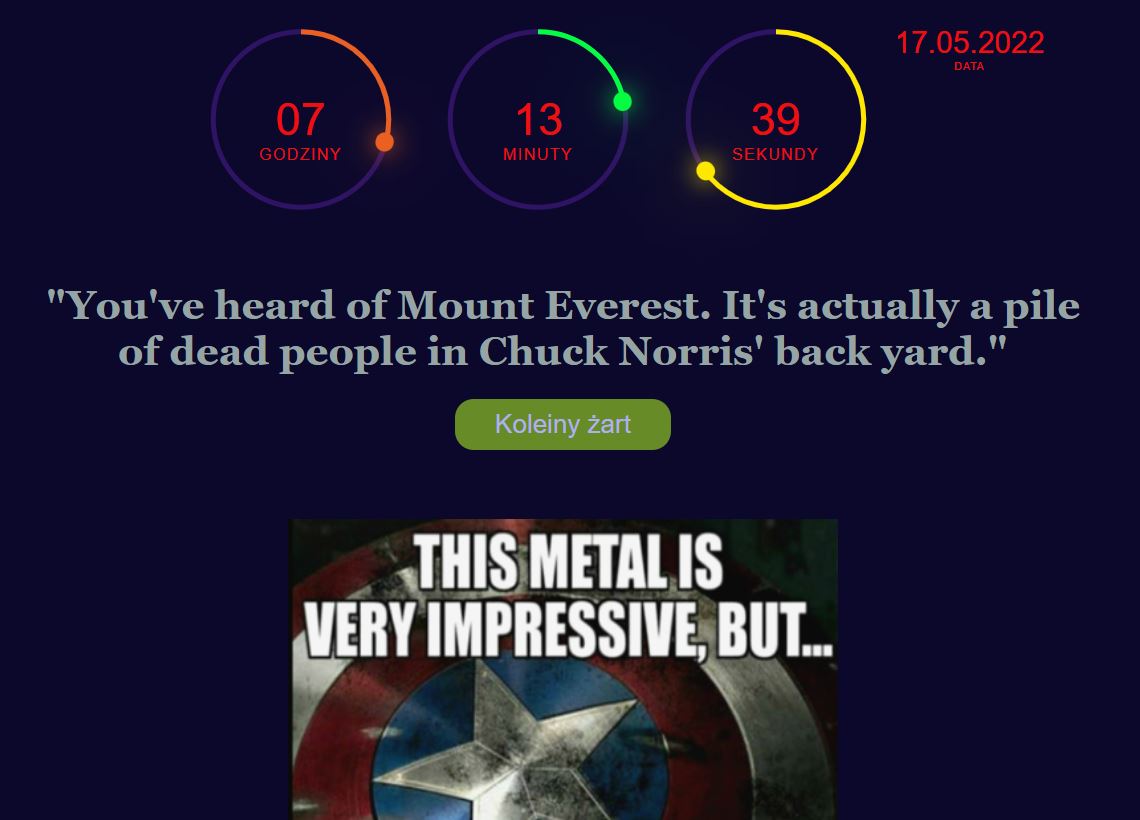 07
GODZINY
13
MINUTY
39
SEKUNDY
17.05.2022
DATA
"You've heard of Mount Everest. It's actually a pile
of dead people in Chuck Norris' back yard."
Koleiny żart
THIS METAL IS
VERY IMPRESSIVE, BUT...